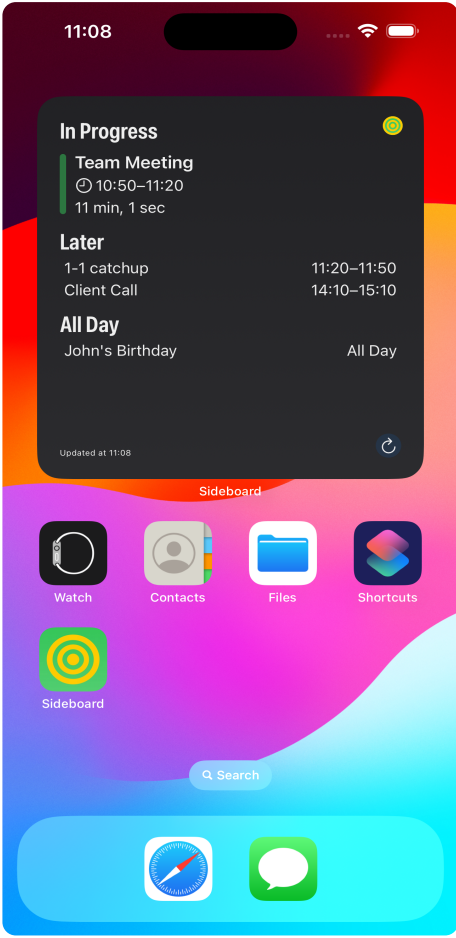 11:08
In Progress
Team Meeting
10:50–11:20
11 min, 1 sec
Later
1-1 catchup 11:20–11:50
Client Call 14:10–15:10
All Day
John's Birthday All Day
Updated at 11:08
Sideboard
Watch Contacts Files Shortcuts
Sideboard
Search